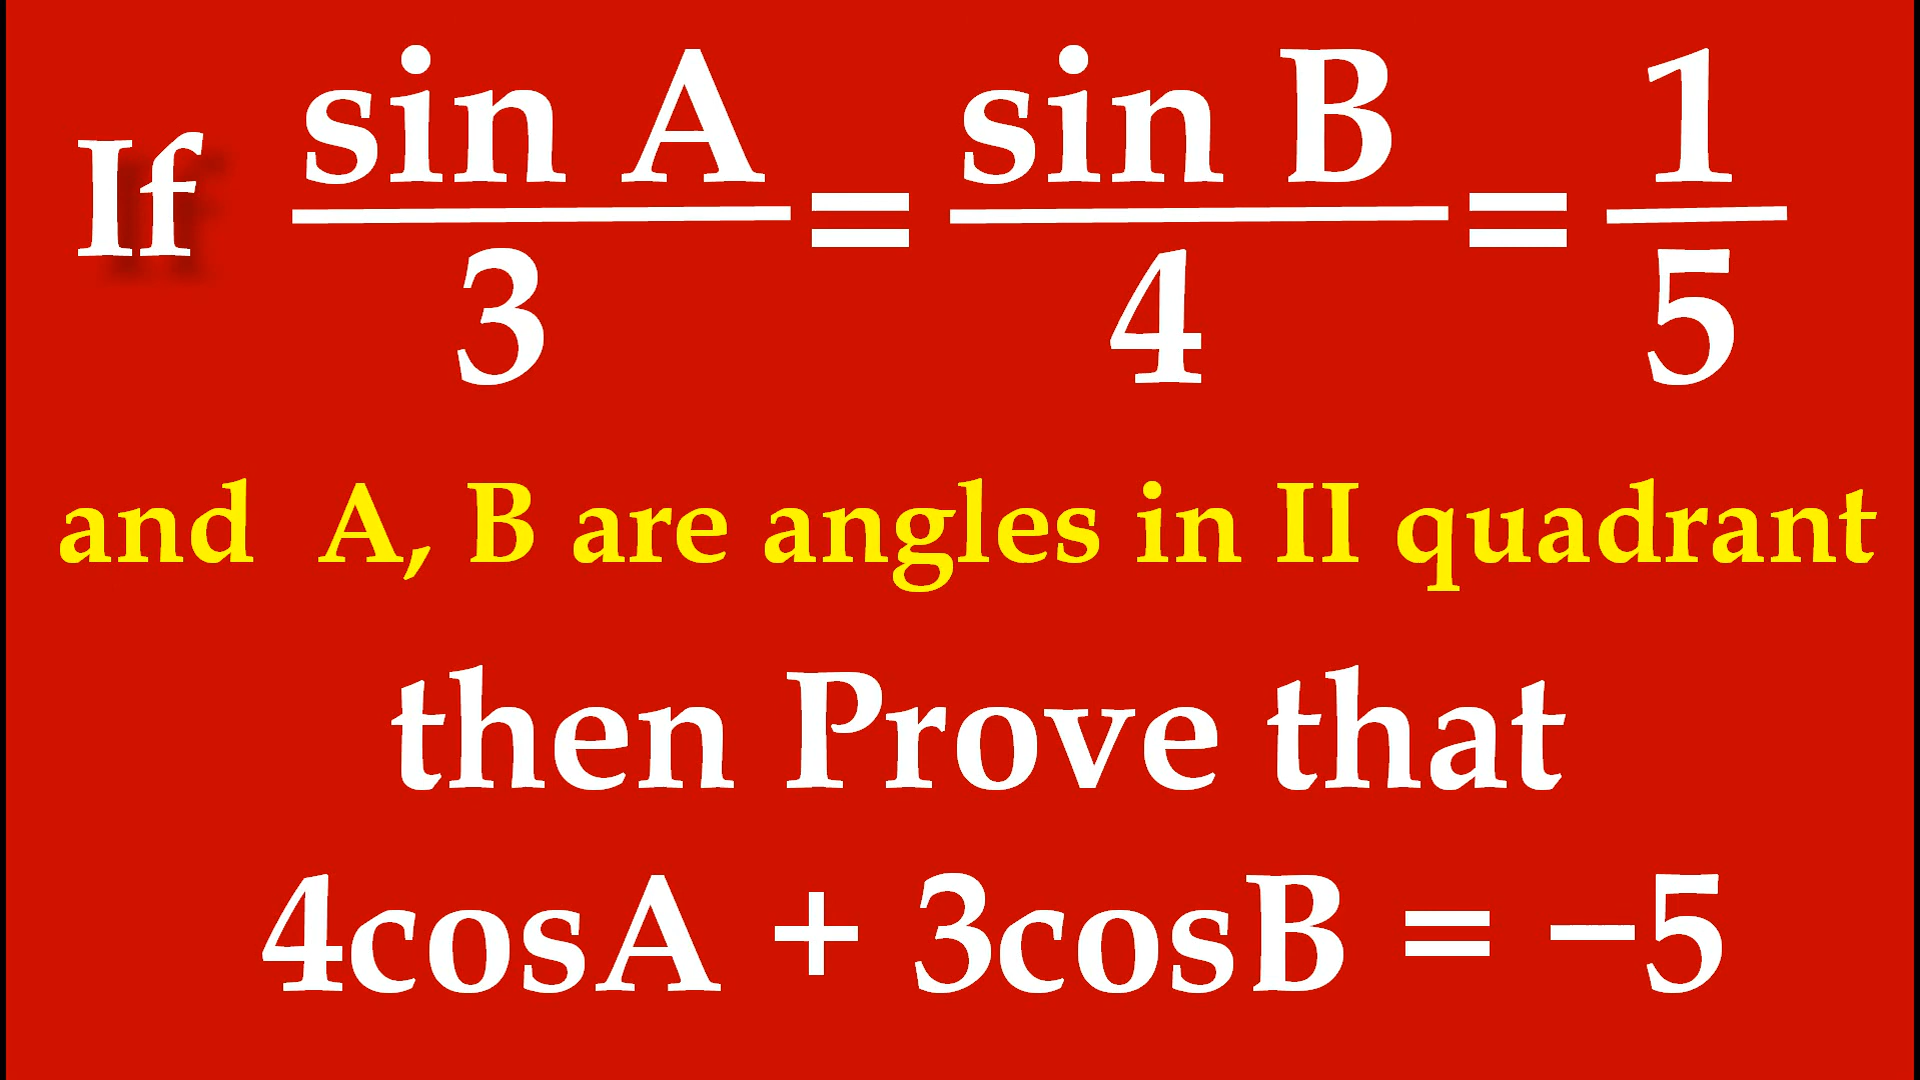 If sin A/3 = sin B/4 = 1/5
and A, B are angles in II quadrant
then Prove that
4cosA + 3cosB = −5